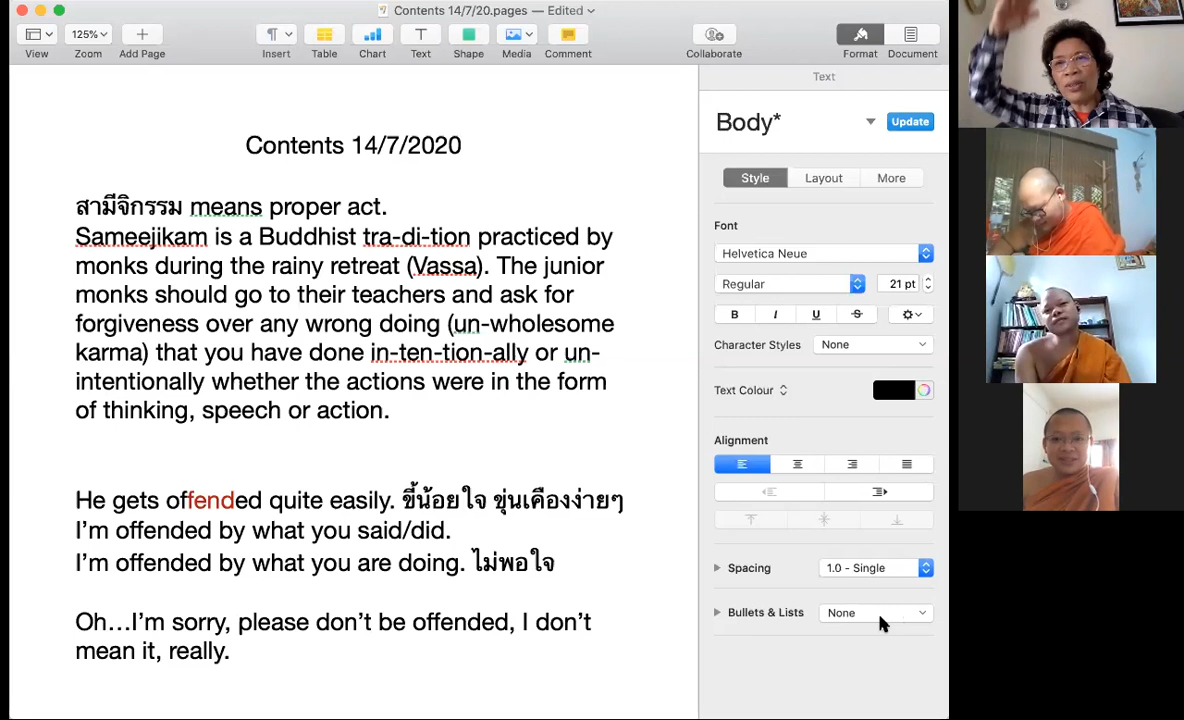 Contents 14/7/20.pages — Edited
View
125%
Zoom
Add Page
Insert
Table
Chart
Text
Shape
Media
Comment
Collaborate
Format
Document
Contents 14/7/2020
สามีจิกรรม means proper act.
Sameejikam is a Buddhist tra-di-tion practiced by
monks during the rainy retreat (Vassa). The junior
monks should go to their teachers and ask for
forgiveness over any wrong doing (un-wholesome
karma) that you have done in-ten-tion-ally or un-
intentionally whether the actions were in the form
of thinking, speech or action.
He gets offended quite easily. ขี้น้อยใจ ขุ่นเคืองง่ายๆ
I'm offended by what you said/did.
I'm offended by what you are doing. ไม่พอใจ
Oh…I'm sorry, please don't be offended, I don't
mean it, really.
Text
Body*
Update
Style
Layout
More
Font
Helvetica Neue
Regular
21 pt
B I U S
Character Styles
None
Text Colour
Alignment
Spacing
1.0 - Single
Bullets & Lists
None